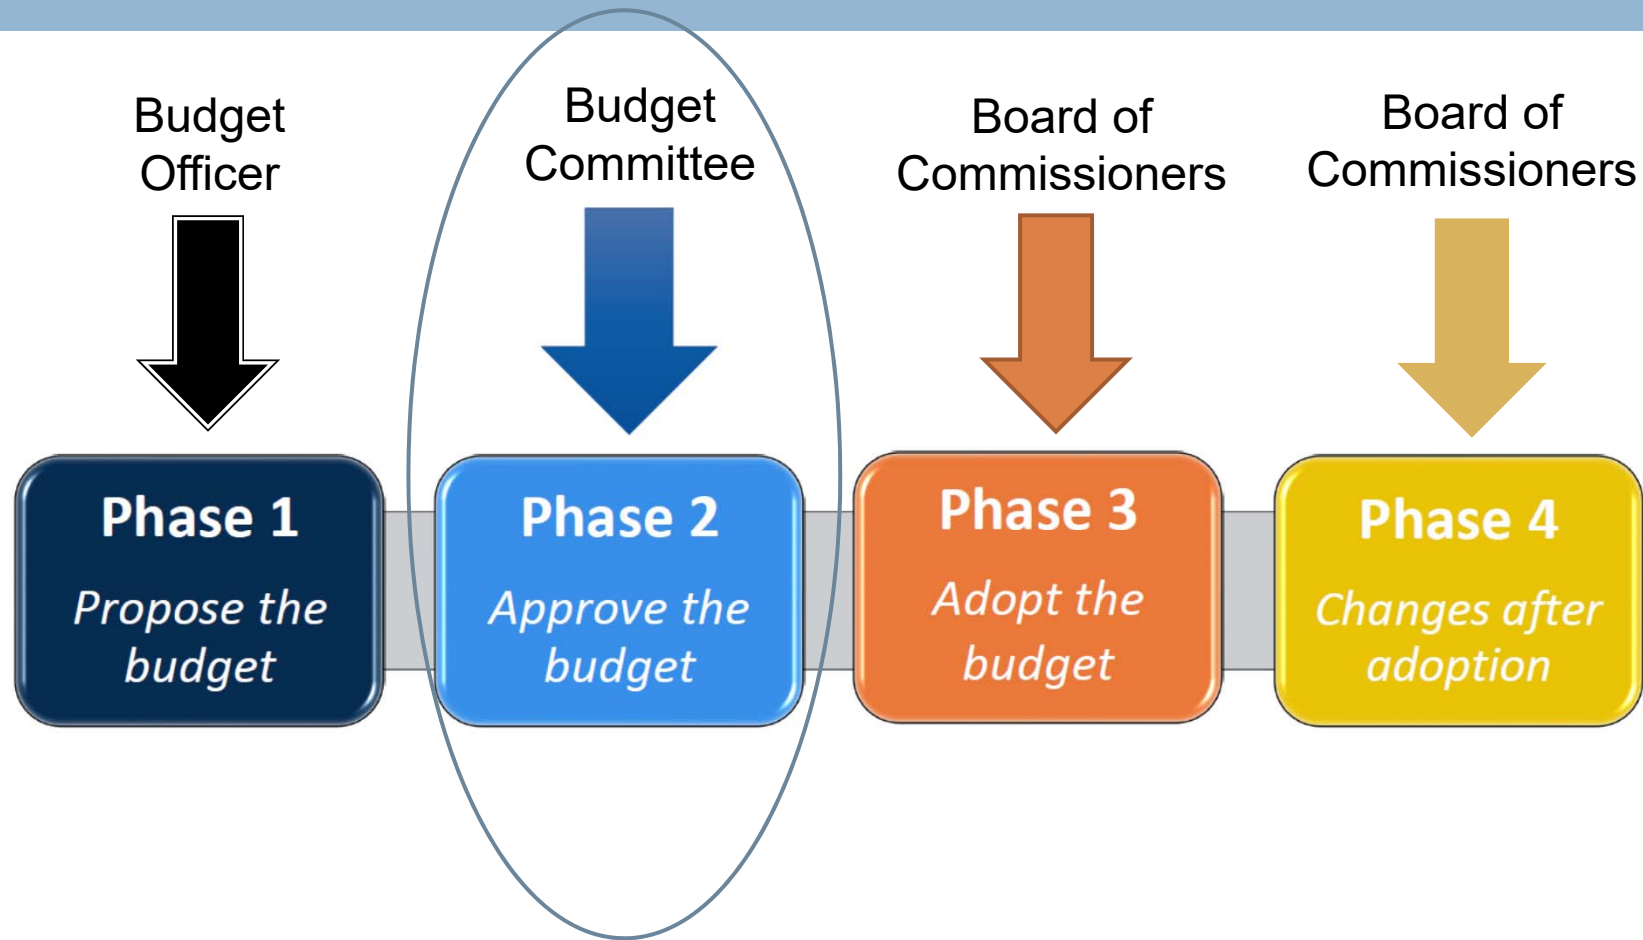 Budget
Officer
Budget
Committee
Board of
Commissioners
Board of
Commissioners
Phase 1
Propose the
budget
Phase 2
Approve the
budget
Phase 3
Adopt the
budget
Phase 4
Changes after
adoption